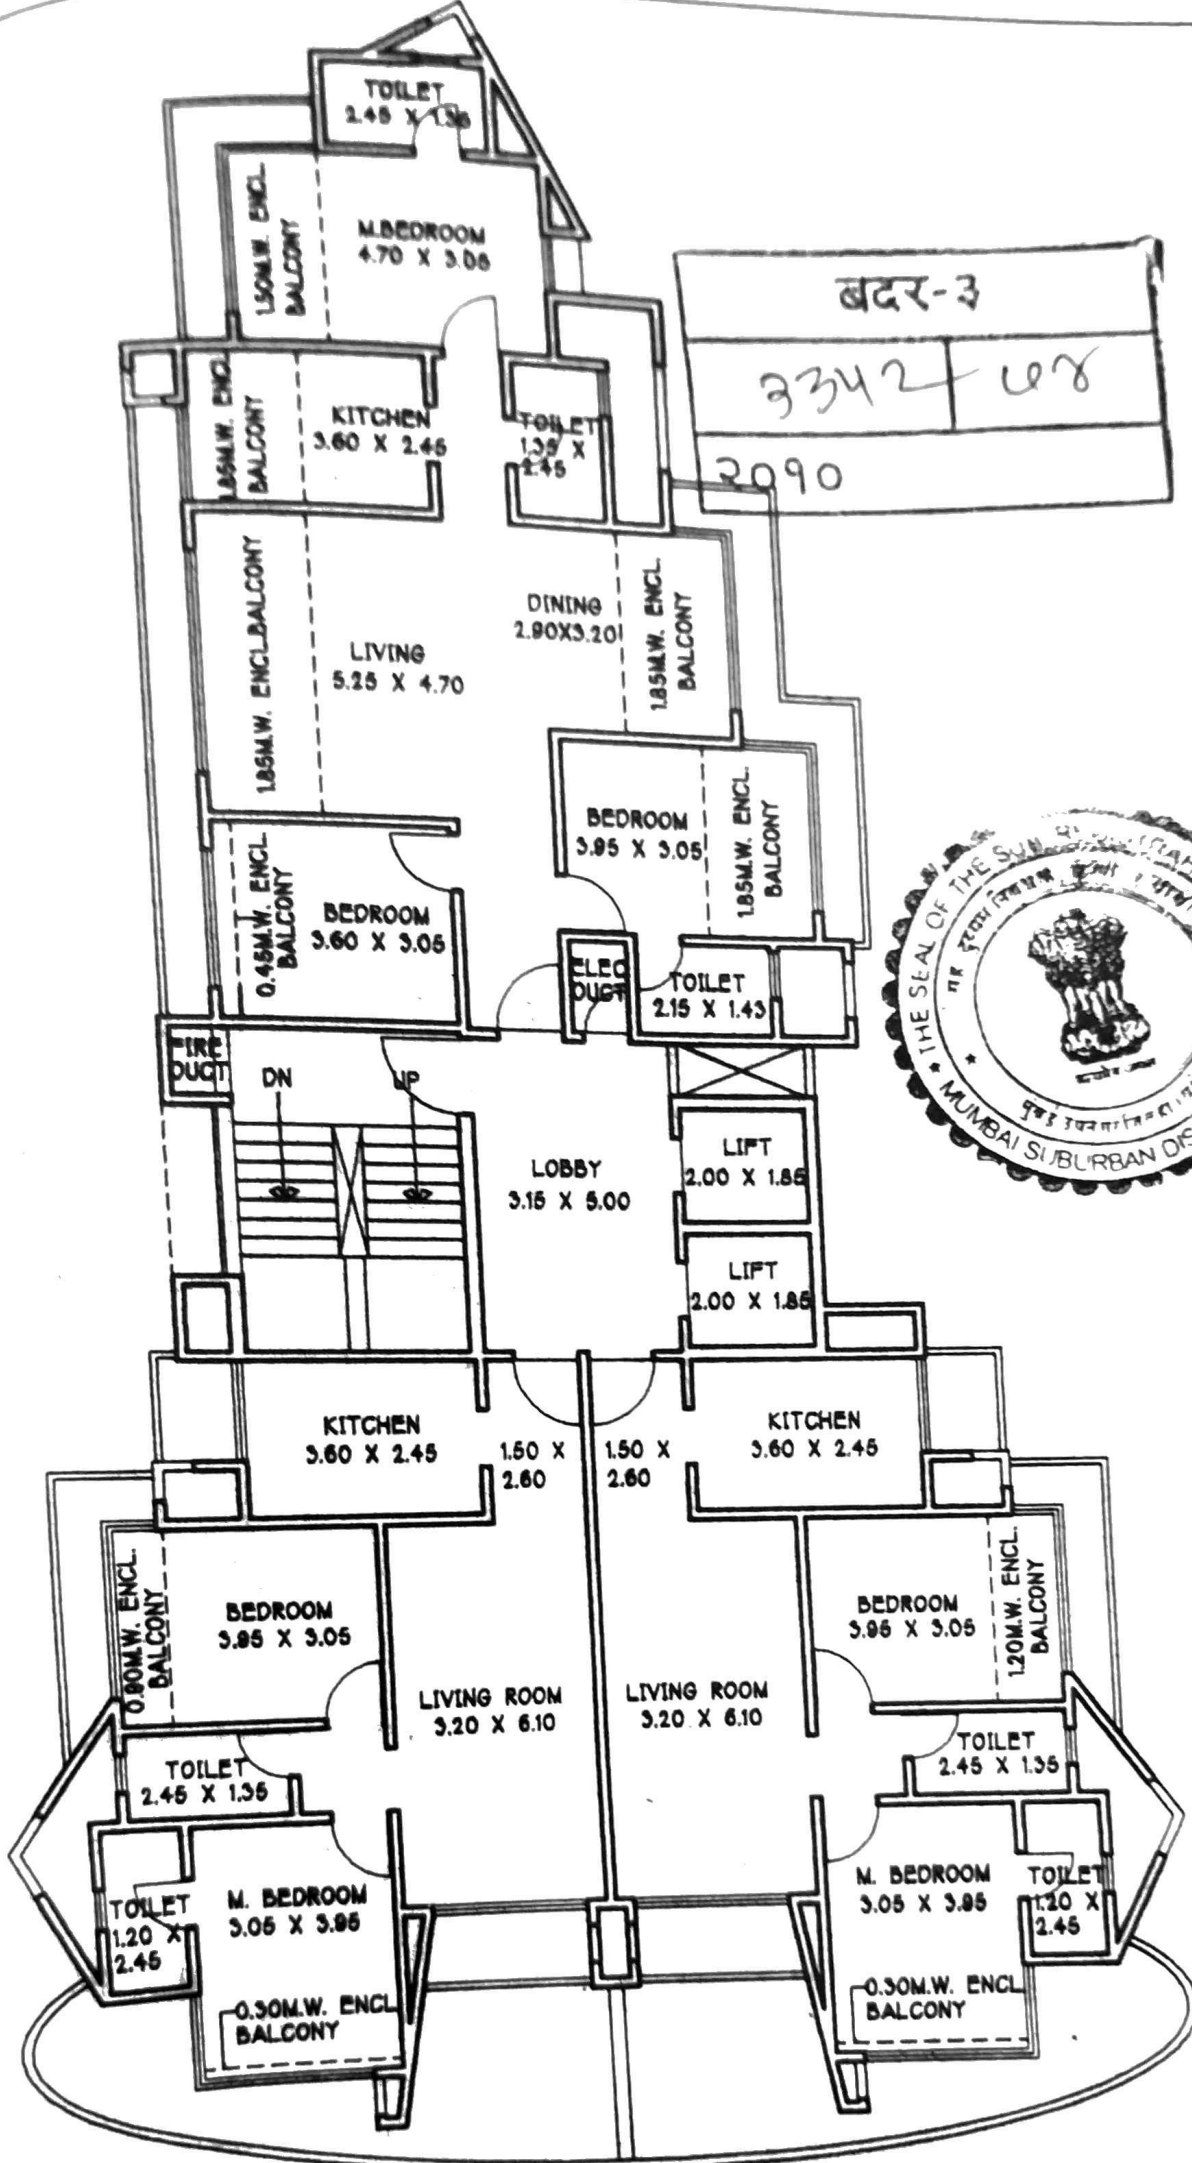 TOILET
2.45 X 1.35
1.50M.W. ENCL.
BALCONY
M.BEDROOM
4.70 X 3.05
बदर-३
३३५२
७४
२०१०
1.85M.W. ENCL.
BALCONY
KITCHEN
3.60 X 2.45
TOILET
1.35 X
2.45
1.85M.W. ENCL.BALCONY
LIVING
5.25 X 4.70
DINING
2.90X3.20
1.85M.W. ENCL.
BALCONY
BEDROOM
3.95 X 3.05
1.85M.W. ENCL.
BALCONY
0.45M.W. ENCL.
BALCONY
BEDROOM
3.60 X 3.05
ELEC
DUCT
TOILET
2.15 X 1.43
THE SEAL OF THE SUB
MUMBAI SUBURBAN DIS
FIRE
DUCT
DN
UP
LOBBY
3.15 X 5.00
LIFT
2.00 X 1.85
LIFT
2.00 X 1.85
KITCHEN
3.60 X 2.45
1.50 X
2.60
1.50 X
2.60
KITCHEN
3.60 X 2.45
0.90M.W. ENCL.
BALCONY
BEDROOM
3.95 X 3.05
LIVING ROOM
3.20 X 6.10
LIVING ROOM
3.20 X 6.10
BEDROOM
3.95 X 3.05
1.20M.W. ENCL.
BALCONY
TOILET
2.45 X 1.35
TOILET
2.45 X 1.35
TOILET
1.20 X
2.45
M. BEDROOM
3.05 X 3.95
M. BEDROOM
3.05 X 3.95
TOILET
1.20 X
2.45
0.30M.W. ENCL
BALCONY
0.30M.W. ENCL
BALCONY